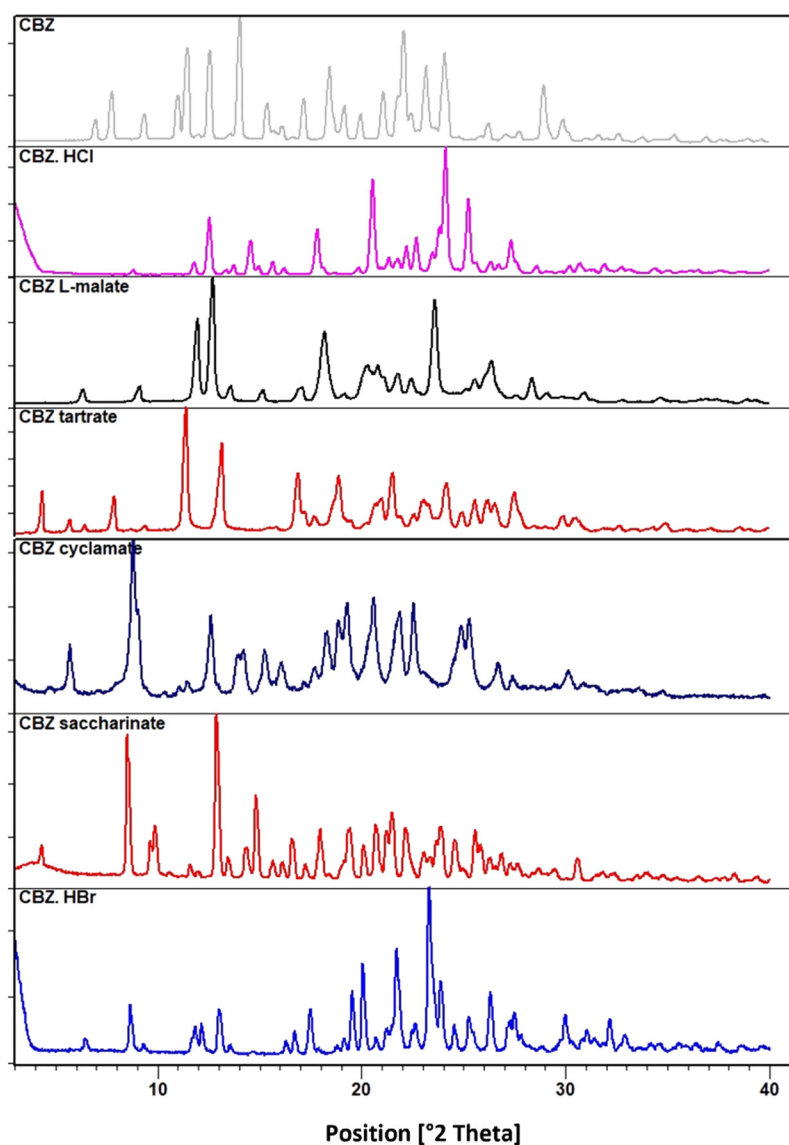 CBZ
CBZ. HCl
CBZ L-malate
CBZ tartrate
CBZ cyclamate
CBZ saccharinate
CBZ. HBr
10 20 30 40
Position [°2 Theta]